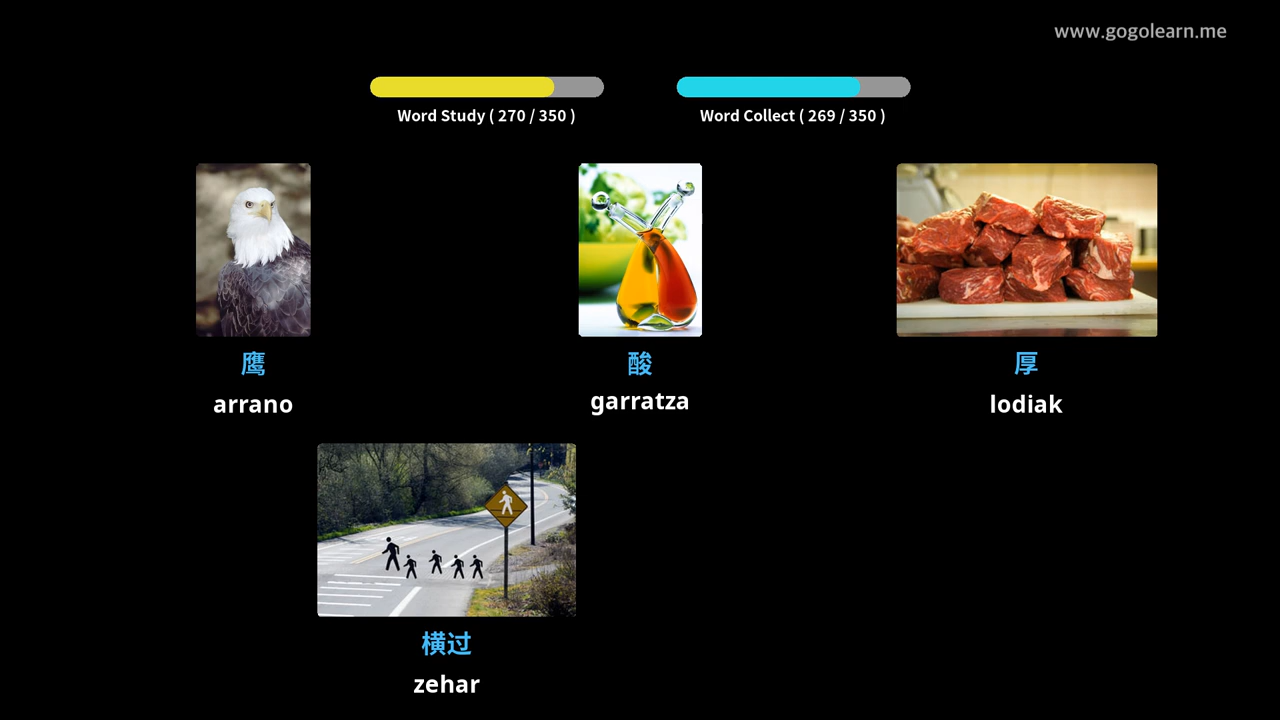 www.gogolearn.me
Word Study ( 270 / 350 )
Word Collect ( 269 / 350 )
鹰
arrano
酸
garratza
厚
lodiak
横过
zehar